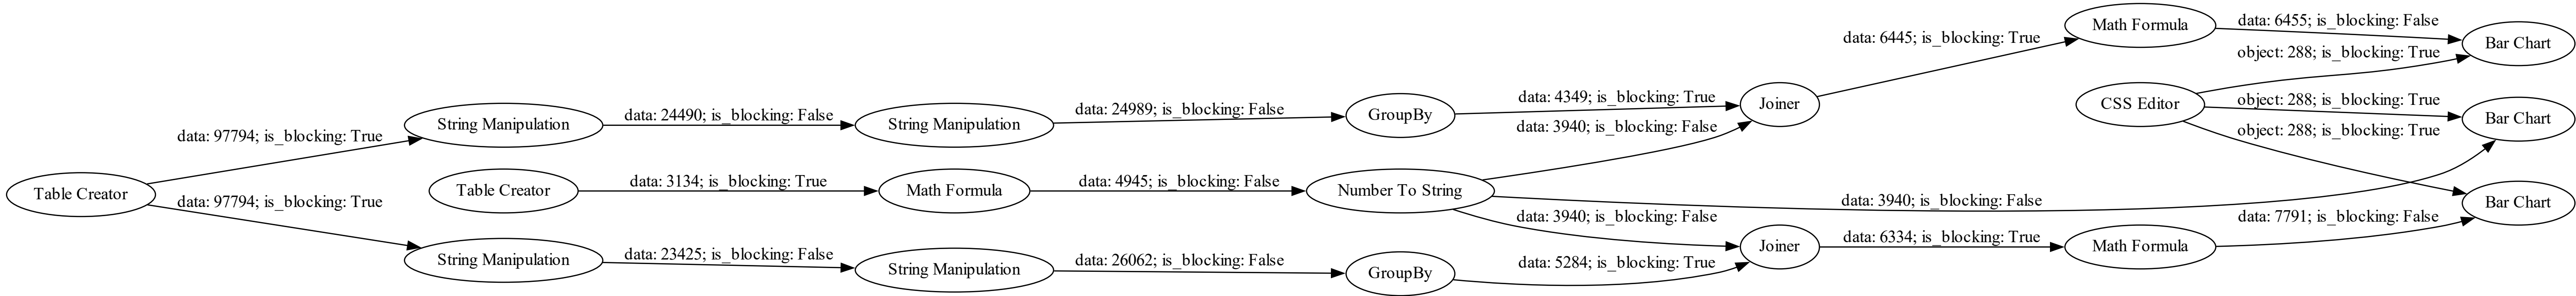 Math Formula
data: 6455; is_blocking: False
Bar Chart
data: 6445; is_blocking: True
object: 288; is_blocking: True
String Manipulation
data: 24490; is_blocking: False
String Manipulation
data: 24989; is_blocking: False
GroupBy
data: 4349; is_blocking: True
Joiner
CSS Editor
object: 288; is_blocking: True
Bar Chart
data: 97794; is_blocking: True
data: 3940; is_blocking: False
object: 288; is_blocking: True
Table Creator
Table Creator
data: 3134; is_blocking: True
Math Formula
data: 4945; is_blocking: False
Number To String
data: 97794; is_blocking: True
data: 3940; is_blocking: False
Bar Chart
data: 3940; is_blocking: False
data: 7791; is_blocking: False
String Manipulation
data: 23425; is_blocking: False
String Manipulation
data: 26062; is_blocking: False
GroupBy
data: 5284; is_blocking: True
Joiner
data: 6334; is_blocking: True
Math Formula